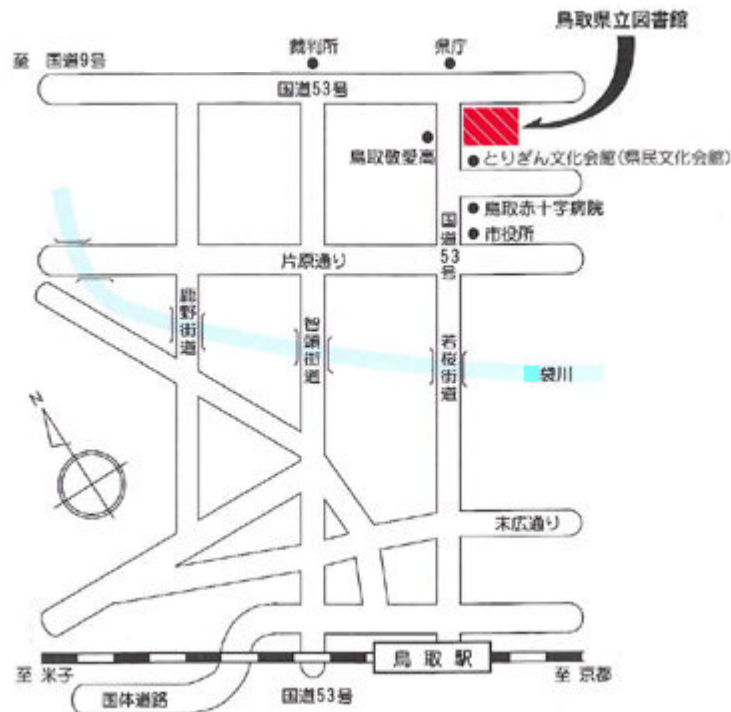 鳥取県立図書館
裁判所
県庁
至 国道9号
国道53号
鳥取敬愛高
とりぎん文化会館(県民文化会館)
鳥取赤十字病院
市役所
国道53号
片原通り
鹿野街道
智頭街道
若桜街道
袋川
N
末広通り
鳥取駅
至 米子
至 京都
国体道路
国道53号